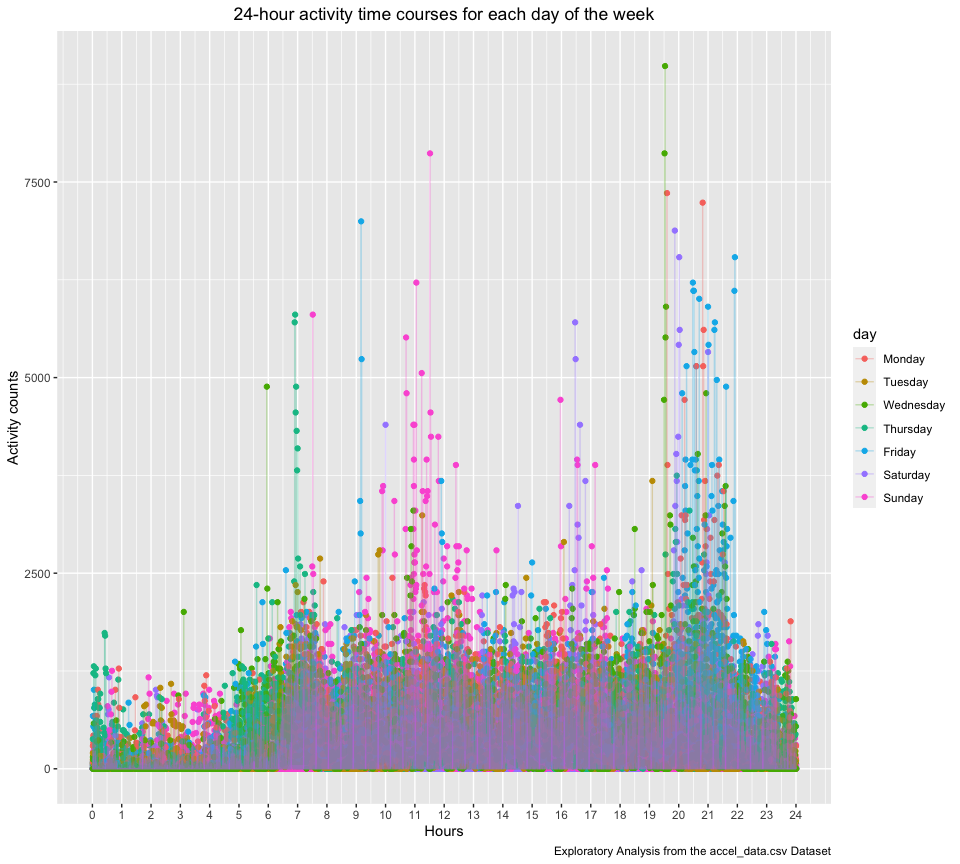 24-hour activity time courses for each day of the week
7500
5000
2500
0
Activity counts
0 1 2 3 4 5 6 7 8 9 10 11 12 13 14 15 16 17 18 19 20 21 22 23 24
Hours
day
Monday
Tuesday
Wednesday
Thursday
Friday
Saturday
Sunday
Exploratory Analysis from the accel_data.csv Dataset